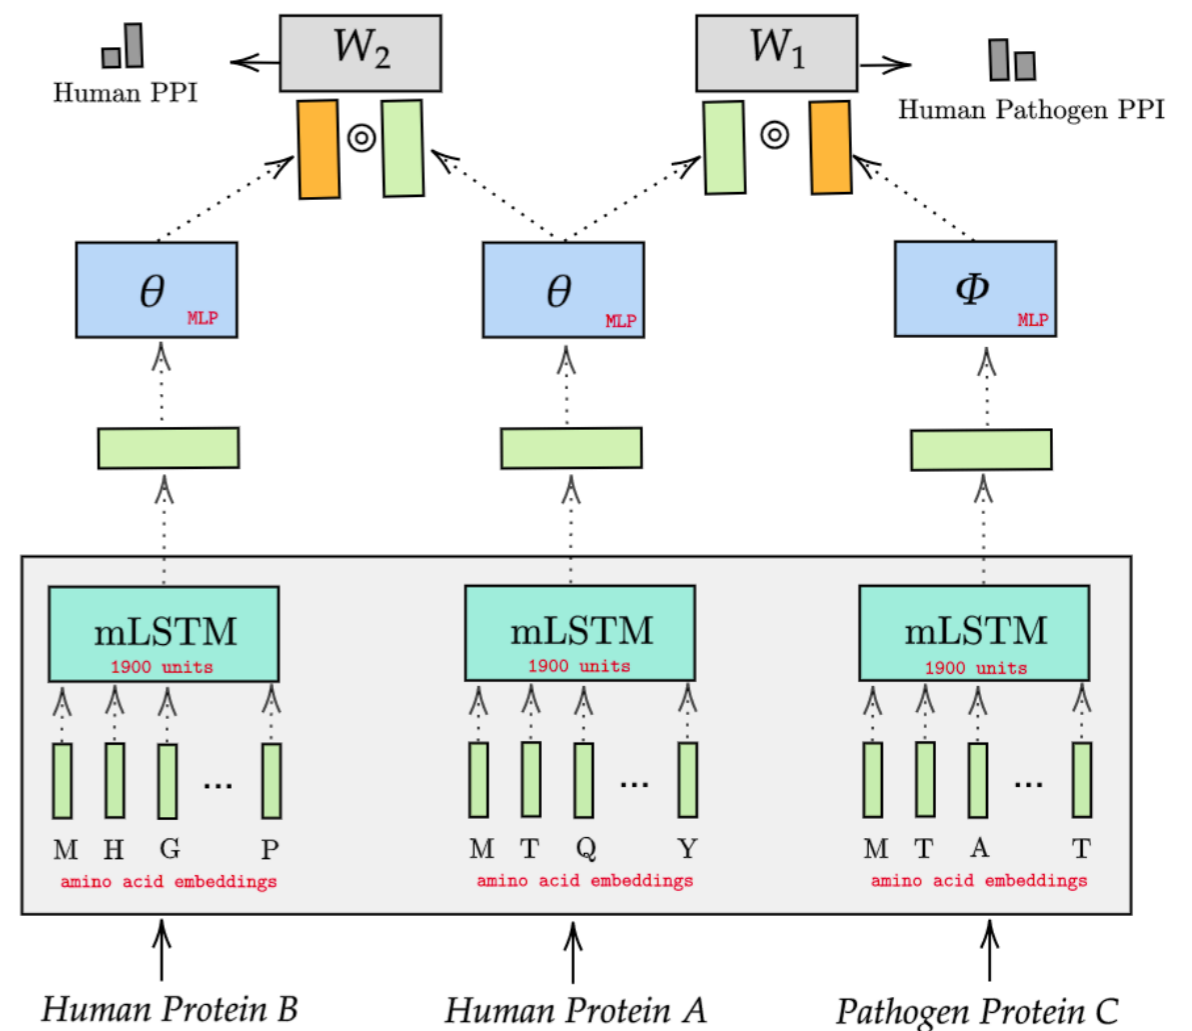 W₂
W₁
Human PPI
Human Pathogen PPI
θ
MLP
θ
MLP
Φ
MLP
mLSTM
1900 units
mLSTM
1900 units
mLSTM
1900 units
M H G ... P
amino acid embeddings
M T Q ... Y
amino acid embeddings
M T A ... T
amino acid embeddings
Human Protein B
Human Protein A
Pathogen Protein C